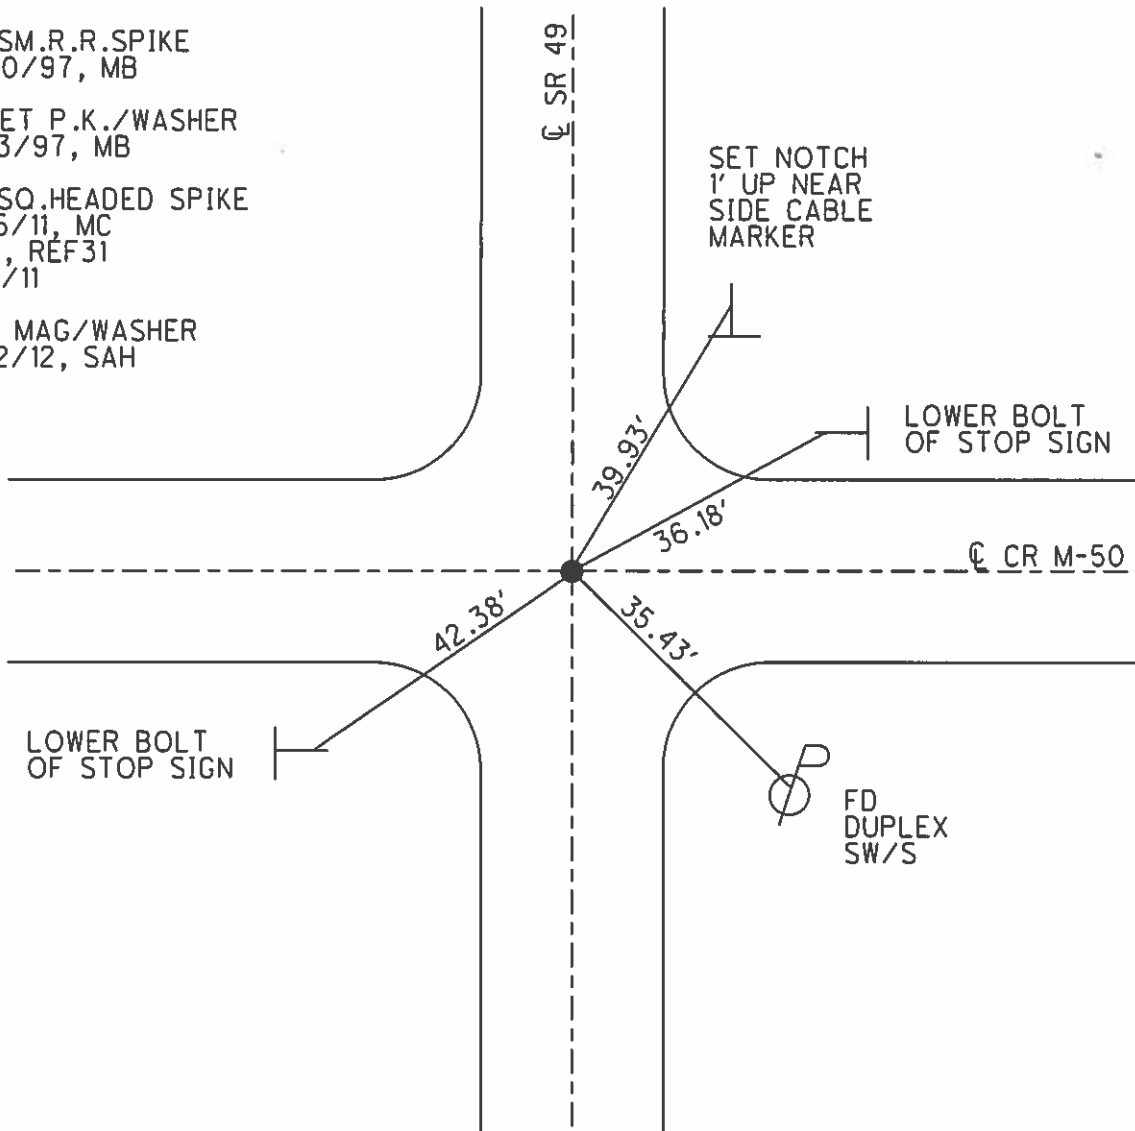 SM.R.R.SPIKE
0/97, MB
ET P.K./WASHER
3/97, MB
SQ.HEADED SPIKE
6/11, MC
, REF31
/11
MAG/WASHER
2/12, SAH
℄ SR 49
SET NOTCH
1' UP NEAR
SIDE CABLE
MARKER
LOWER BOLT
OF STOP SIGN
39.93'
36.18'
℄ CR M-50
42.38'
35.43'
LOWER BOLT
OF STOP SIGN
P
FD
DUPLEX
SW/S